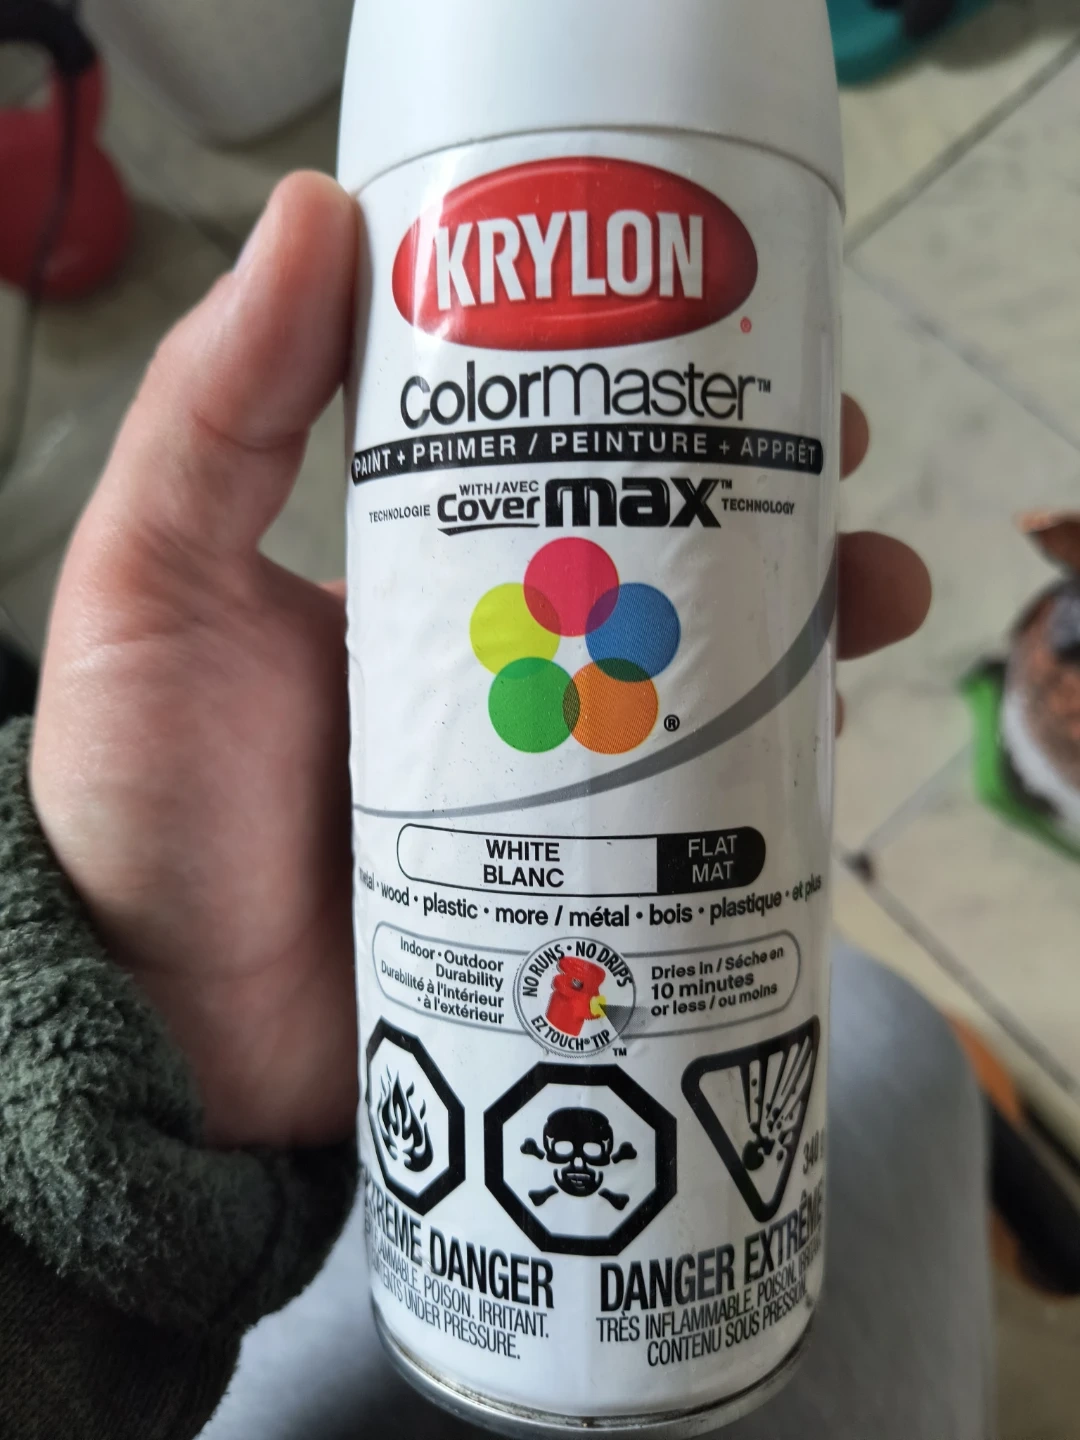 KRYLON
®
ColorMaster™
PAINT + PRIMER / PEINTURE + APPRÊT
WITH/AVEC
TECHNOLOGIE Cover max™ TECHNOLOGY
®
WHITE
BLANC
FLAT
MAT
wood • plastic • more / métal • bois • plastique • et plus
Indoor • Outdoor
Durability
Durabilité à l'intérieur
• à l'extérieur
NO RUNS • NO DRIPS
EZ TOUCH® TIP
™
Dries in / Sèche en
10 minutes
or less / ou moins
DANGER
POISON. IRRITANT.
UNDER PRESSURE.
DANGER EXTRÊME
TRÈS INFLAMMABLE. POISON.
CONTENU SOUS PRESSION.